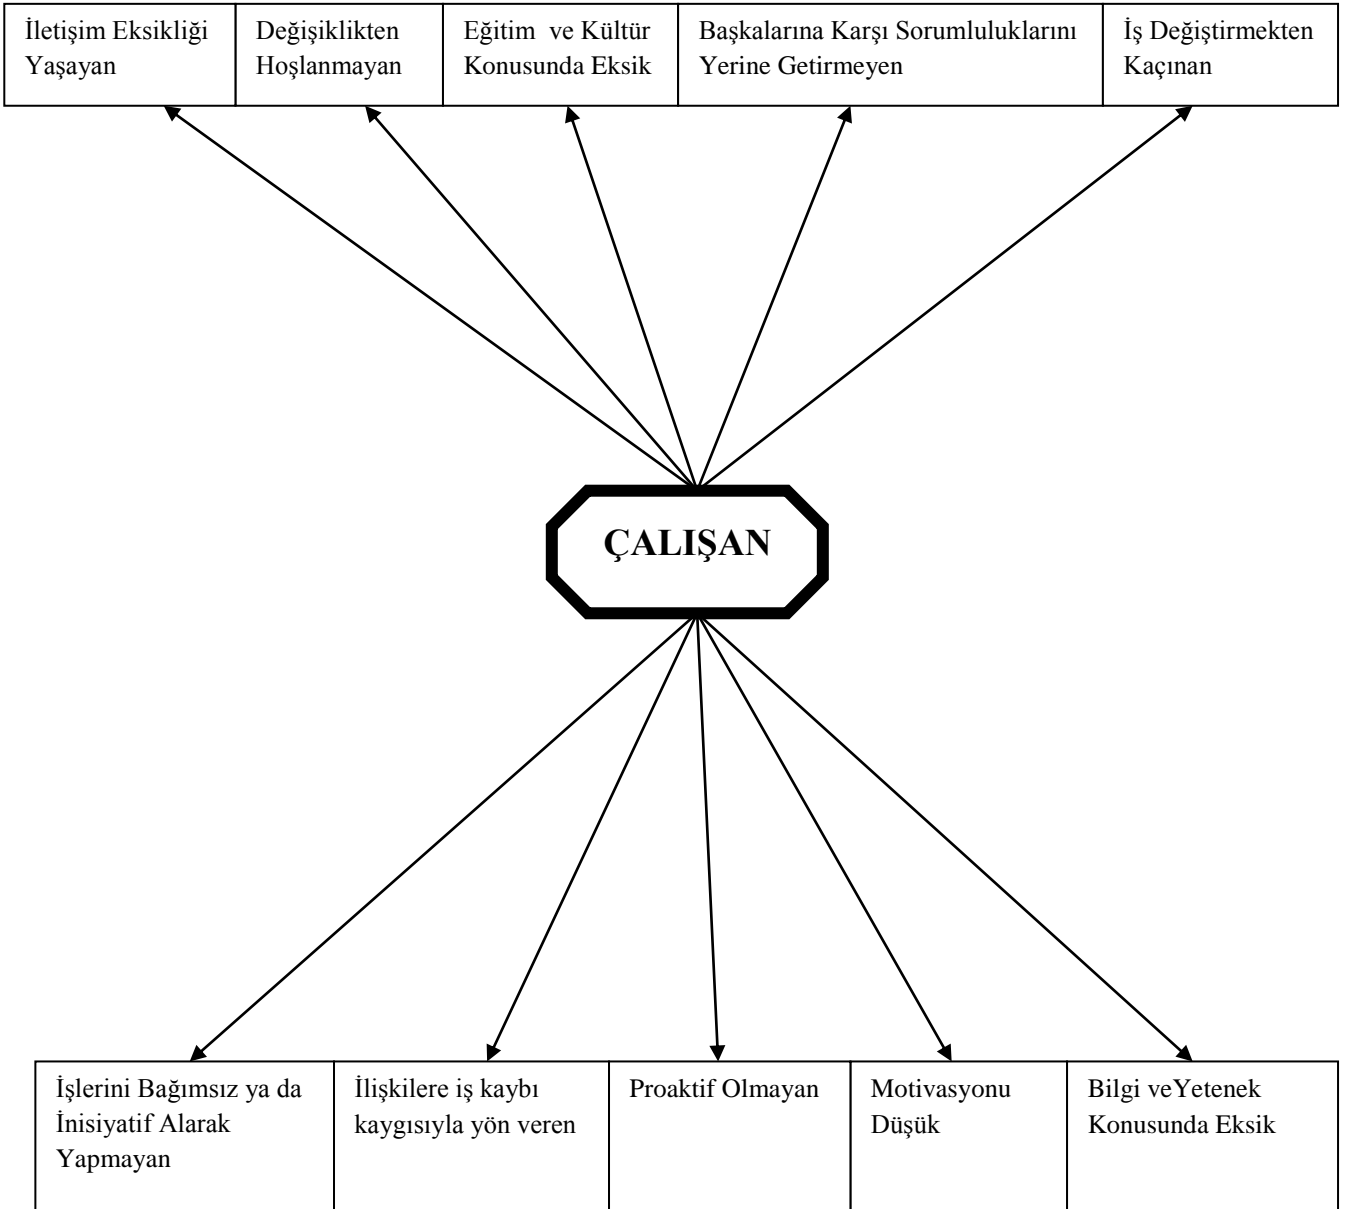 İletişim Eksikliği
Yaşayan
Değişiklikten
Hoşlanmayan
Eğitim ve Kültür
Konusunda Eksik
Başkalarına Karşı Sorumluluklarını
Yerine Getirmeyen
İş Değiştirmekten
Kaçınan
ÇALIŞAN
İşlerini Bağımsız ya da
İnisiyatif Alarak
Yapmayan
İlişkilere iş kaybı
kaygısıyla yön veren
Proaktif Olmayan
Motivasyonu
Düşük
Bilgi veYetenek
Konusunda Eksik